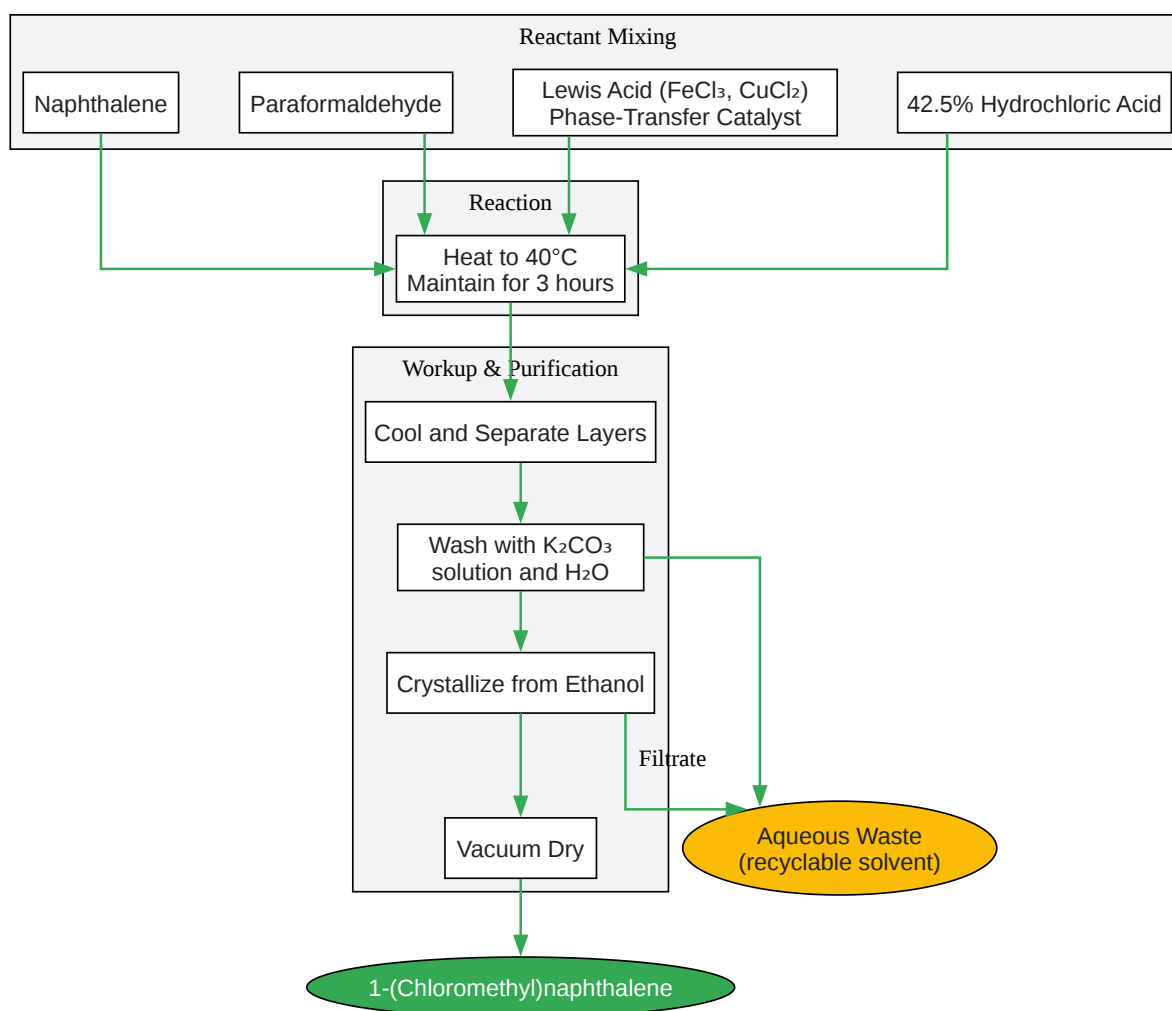 Reactant Mixing
Naphthalene
Paraformaldehyde
Lewis Acid (FeCl₃, CuCl₂)
Phase-Transfer Catalyst
42.5% Hydrochloric Acid
Reaction
Heat to 40°C
Maintain for 3 hours
Workup & Purification
Cool and Separate Layers
Wash with K₂CO₃
solution and H₂O
Crystallize from Ethanol
Filtrate
Vacuum Dry
Aqueous Waste
(recyclable solvent)
1-(Chloromethyl)naphthalene